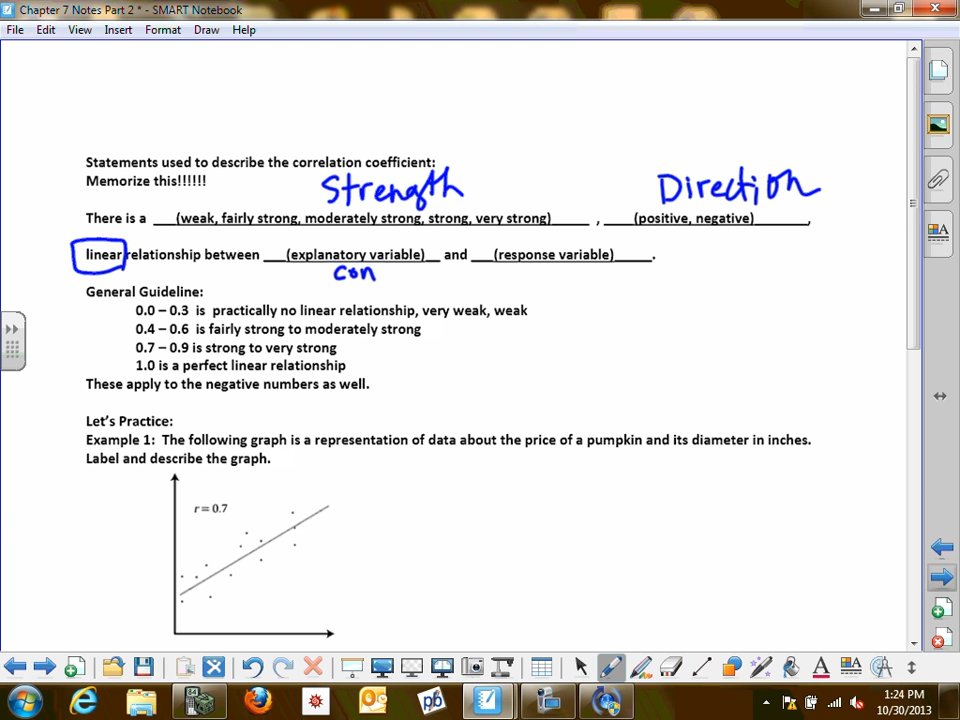 Chapter 7 Notes Part 2 * - SMART Notebook
File Edit View Insert Format Draw Help
Statements used to describe the correlation coefficient:
Memorize this!!!!!!
Strength Direction
There is a ___(weak, fairly strong, moderately strong, strong, very strong)_____ , ____(positive, negative)_______,
linear relationship between ___(explanatory variable)__ and ___(response variable)_____.
con
General Guideline:
0.0 – 0.3 is practically no linear relationship, very weak, weak
0.4 – 0.6 is fairly strong to moderately strong
0.7 – 0.9 is strong to very strong
1.0 is a perfect linear relationship
These apply to the negative numbers as well.
Let's Practice:
Example 1: The following graph is a representation of data about the price of a pumpkin and its diameter in inches.
Label and describe the graph.
r = 0.7
1:24 PM
10/30/2013